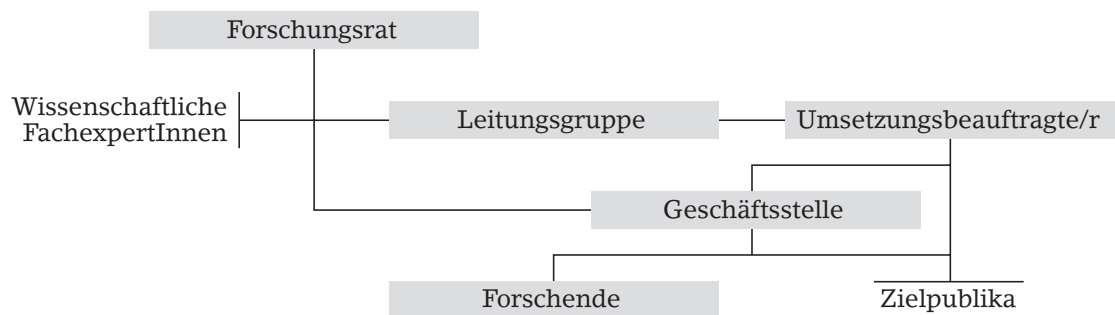 Forschungsrat
Wissenschaftliche
FachexpertInnen
Leitungsgruppe
Umsetzungsbeauftragte/r
Geschäftsstelle
Forschende
Zielpublika